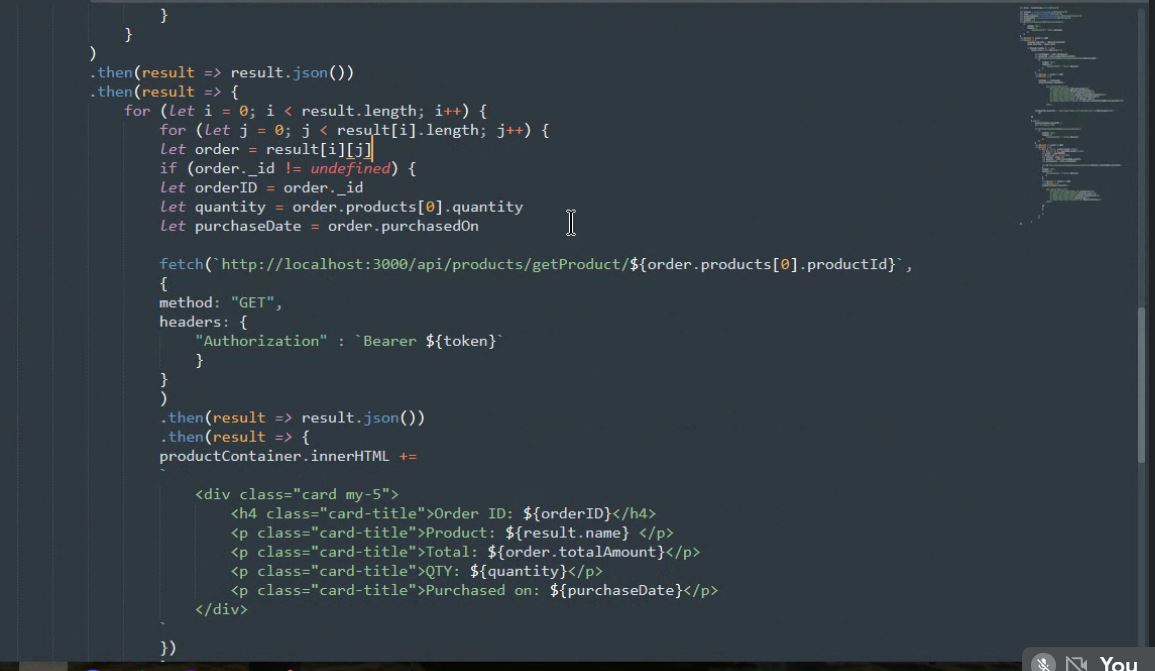 }
}
)
.then(result => result.json())
.then(result => {
for (let i = 0; i < result.length; i++) {
for (let j = 0; j < result[i].length; j++) {
let order = result[i][j]
if (order._id != undefined) {
let orderID = order._id
let quantity = order.products[0].quantity
let purchaseDate = order.purchasedOn
fetch(`http://localhost:3000/api/products/getProduct/${order.products[0].productId}`,
{
method: "GET",
headers: {
"Authorization" : `Bearer ${token}`
}
}
)
.then(result => result.json())
.then(result => {
productContainer.innerHTML +=
`
<div class="card my-5">
<h4 class="card-title">Order ID: ${orderID}</h4>
<p class="card-title">Product: ${result.name} </p>
<p class="card-title">Total: ${order.totalAmount}</p>
<p class="card-title">QTY: ${quantity}</p>
<p class="card-title">Purchased on: ${purchaseDate}</p>
</div>
`
})
You